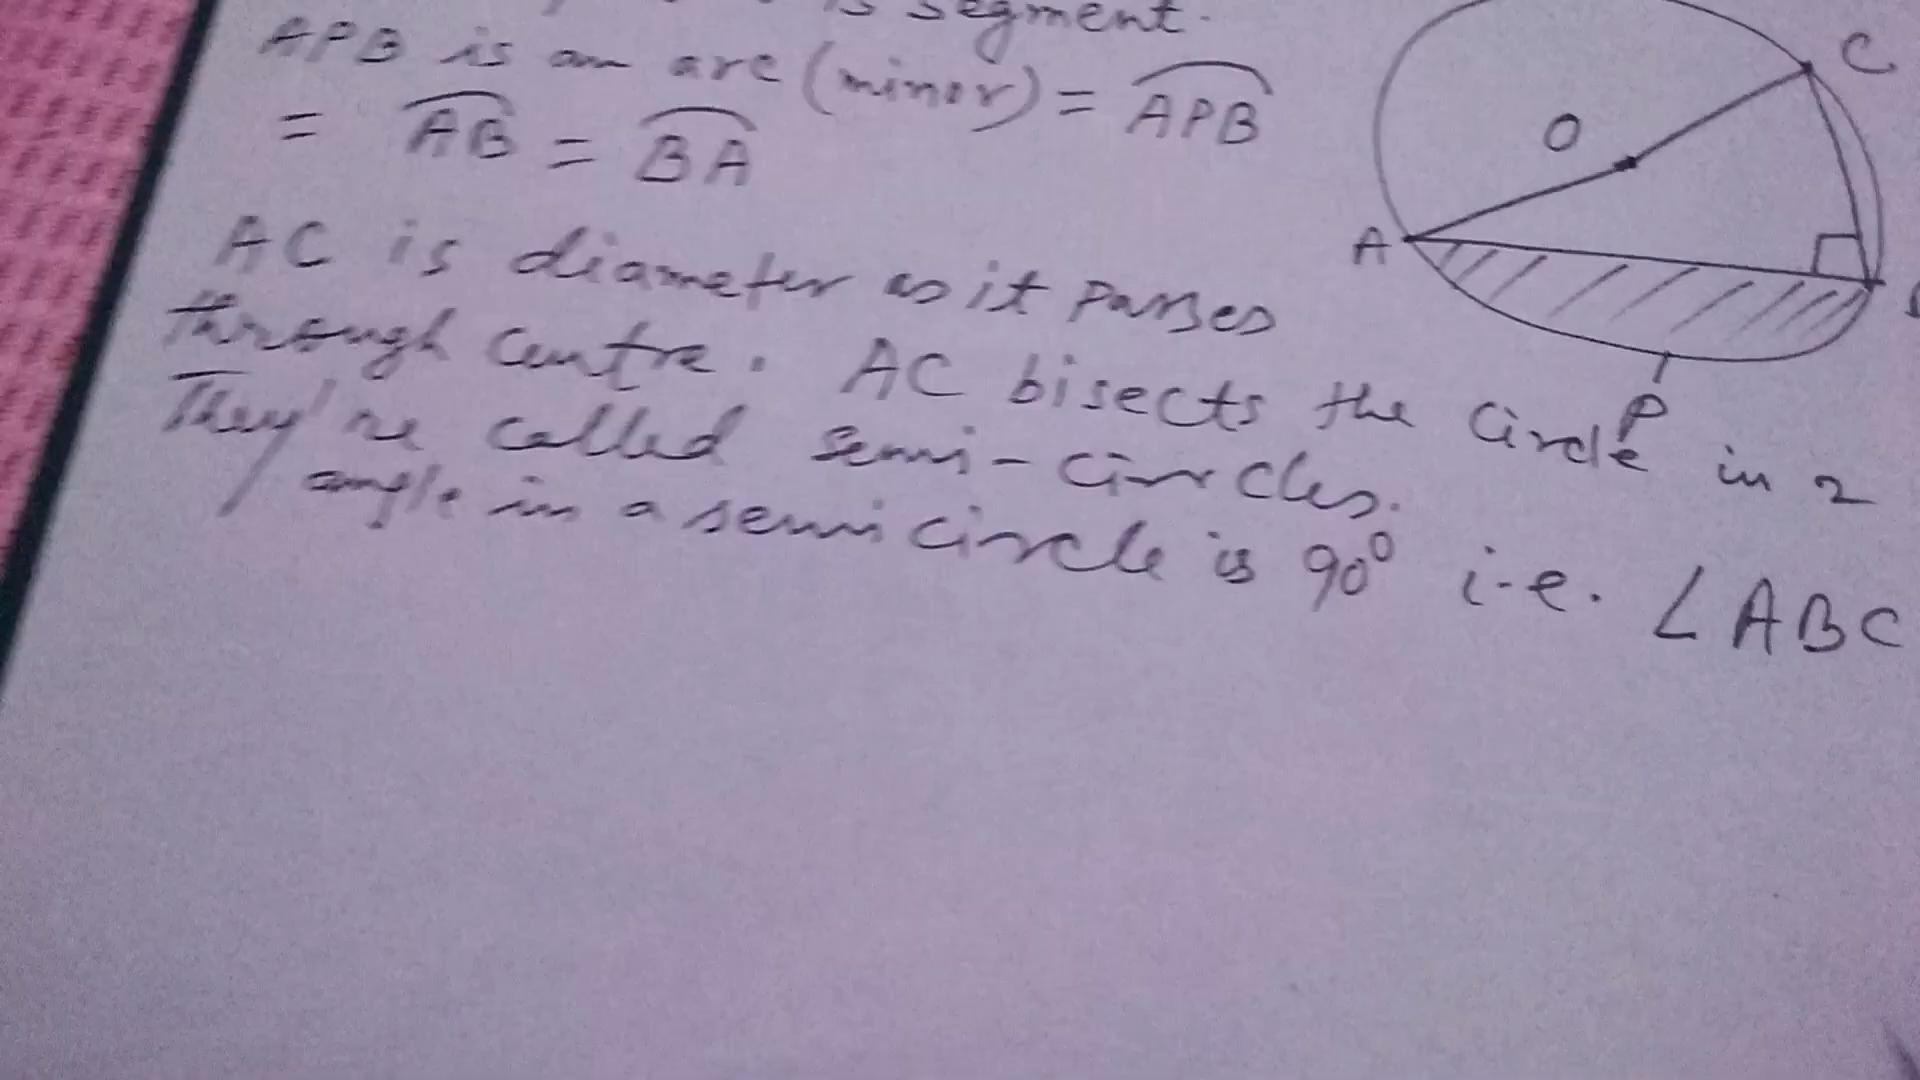 is segment.
APB is an arc (minor) = APB
= AB = BA
AC is diameter as it passes
through centre. AC bisects the circle in 2
They're called semi-circles.
angle in a semicircle is 90° i.e. ∠ABC
C
O
A
P